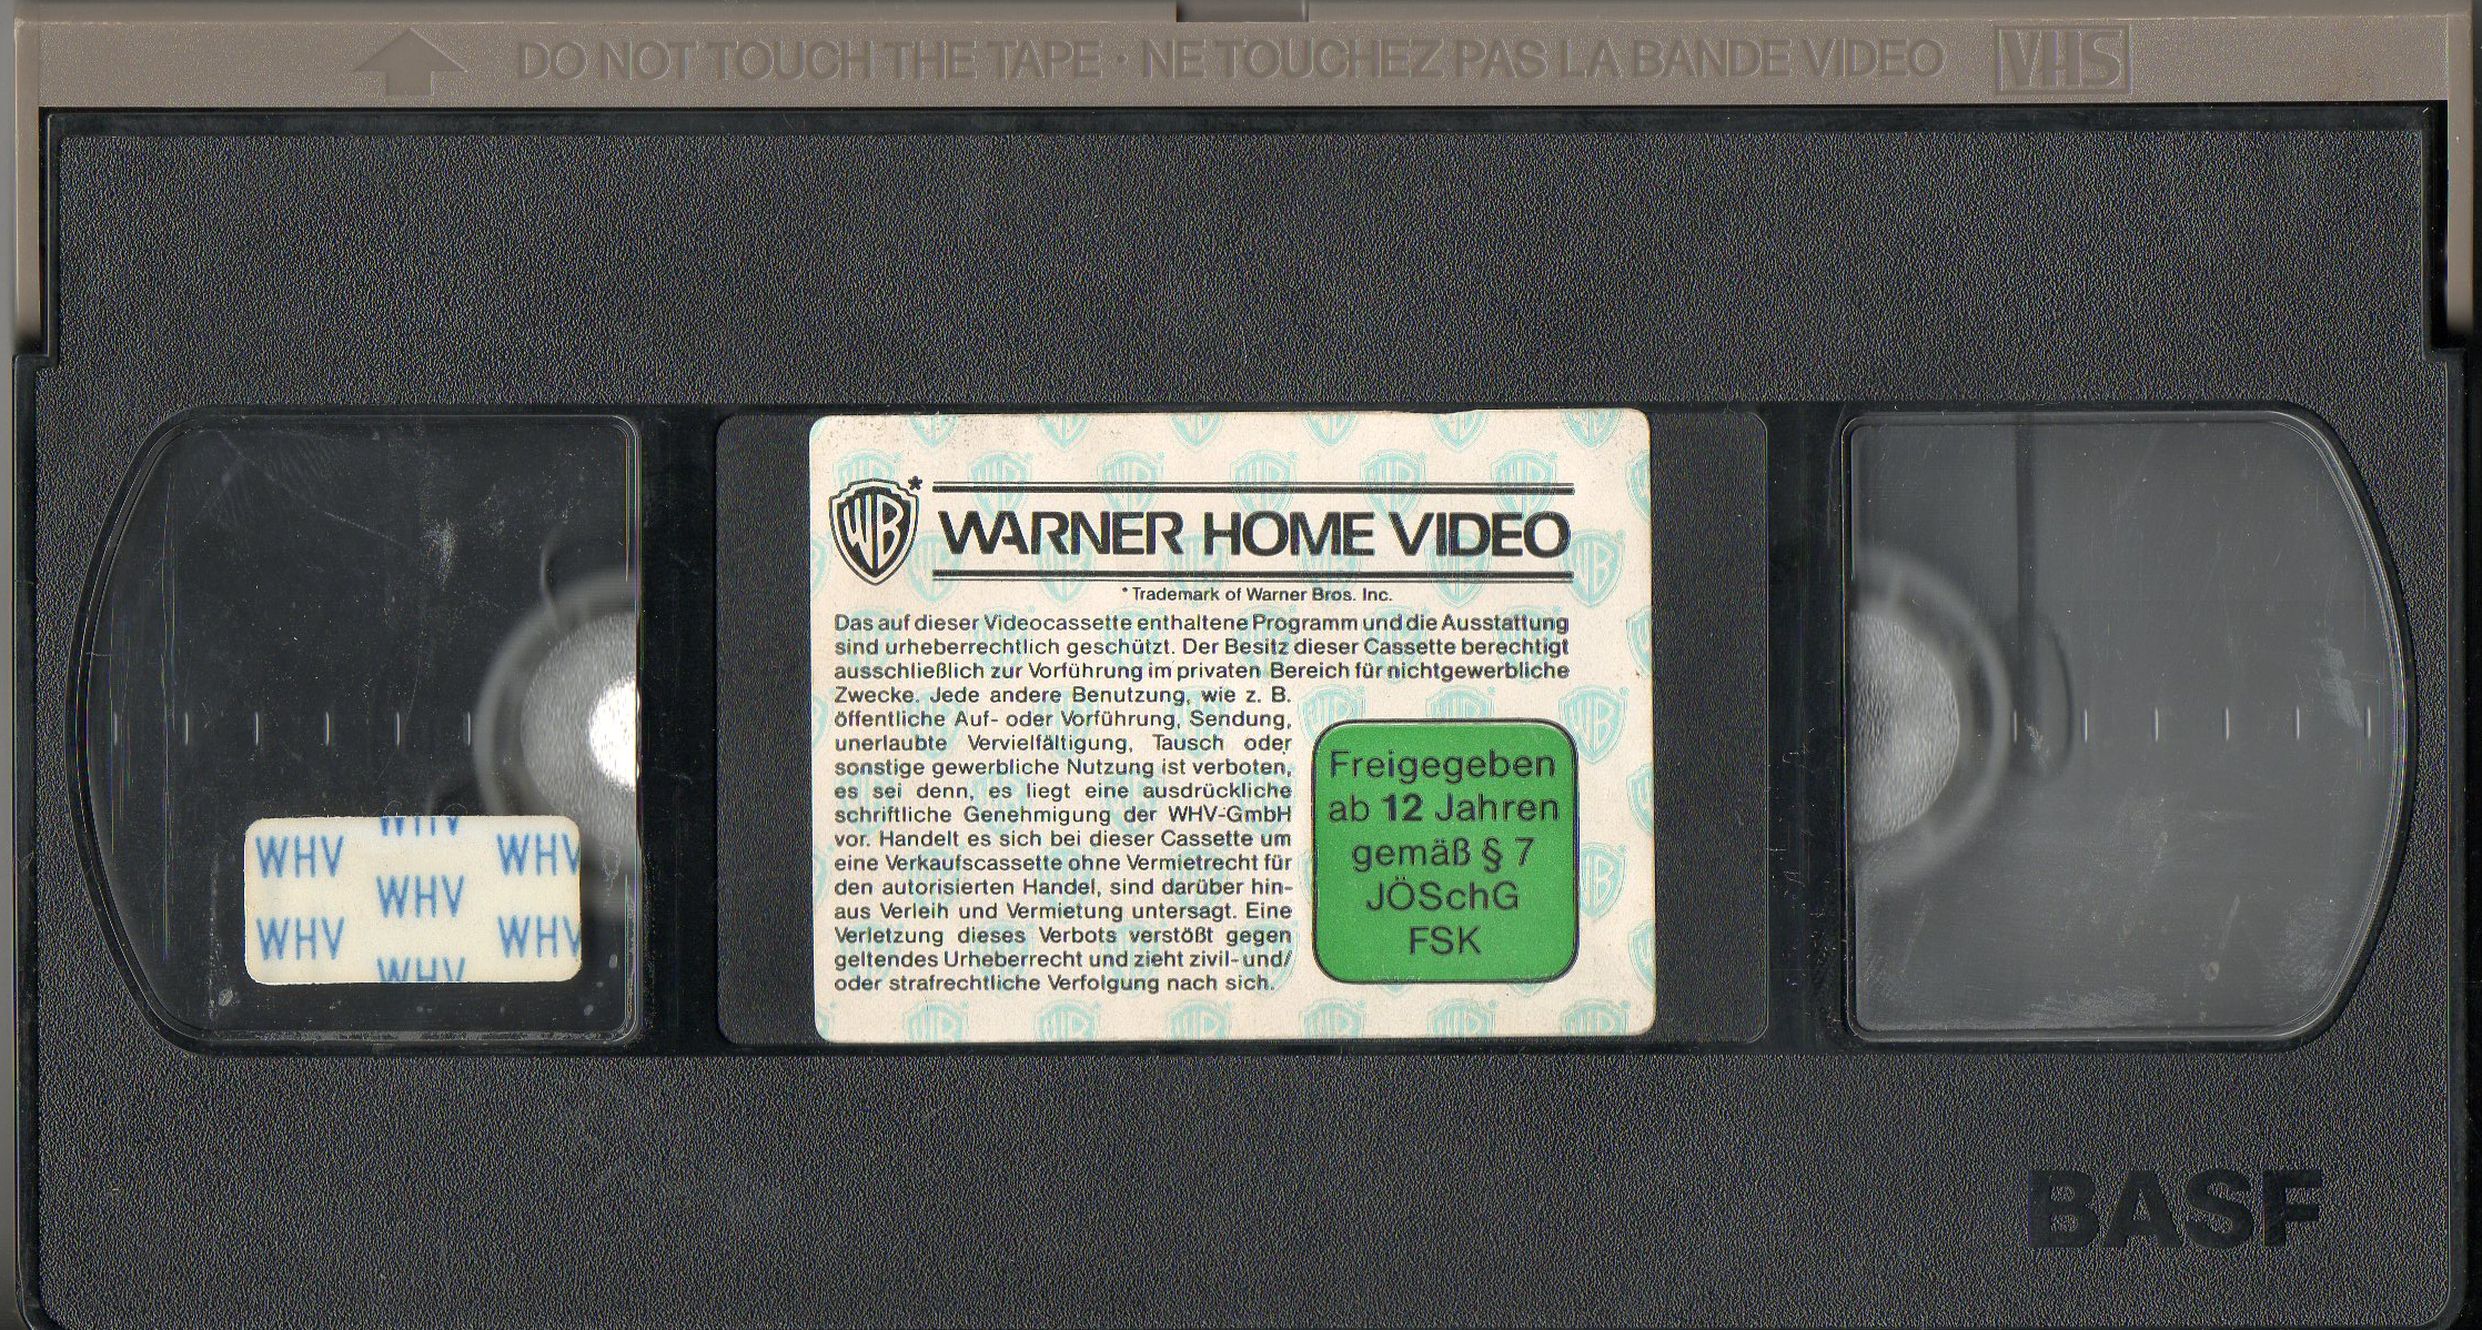 DO NOT TOUCH THE TAPE · NE TOUCHEZ PAS LA BANDE VIDEO VHS
WB* WARNER HOME VIDEO
* Trademark of Warner Bros. Inc.
Das auf dieser Videocassette enthaltene Programm und die Ausstattung
sind urheberrechtlich geschützt. Der Besitz dieser Cassette berechtigt
ausschließlich zur Vorführung im privaten Bereich für nichtgewerbliche
Zwecke. Jede andere Benutzung, wie z. B.
öffentliche Auf- oder Vorführung, Sendung,
unerlaubte Vervielfältigung, Tausch oder
sonstige gewerbliche Nutzung ist verboten,
es sei denn, es liegt eine ausdrückliche
schriftliche Genehmigung der WHV-GmbH
vor. Handelt es sich bei dieser Cassette um
eine Verkaufscassette ohne Vermietrecht für
den autorisierten Handel, sind darüber hin-
aus Verleih und Vermietung untersagt. Eine
Verletzung dieses Verbots verstößt gegen
geltendes Urheberrecht und zieht zivil- und/
oder strafrechtliche Verfolgung nach sich.
Freigegeben
ab 12 Jahren
gemäß § 7
JÖSchG
FSK
WHV
WHV WHV
WHV
WHV WHV
WHV
BASF